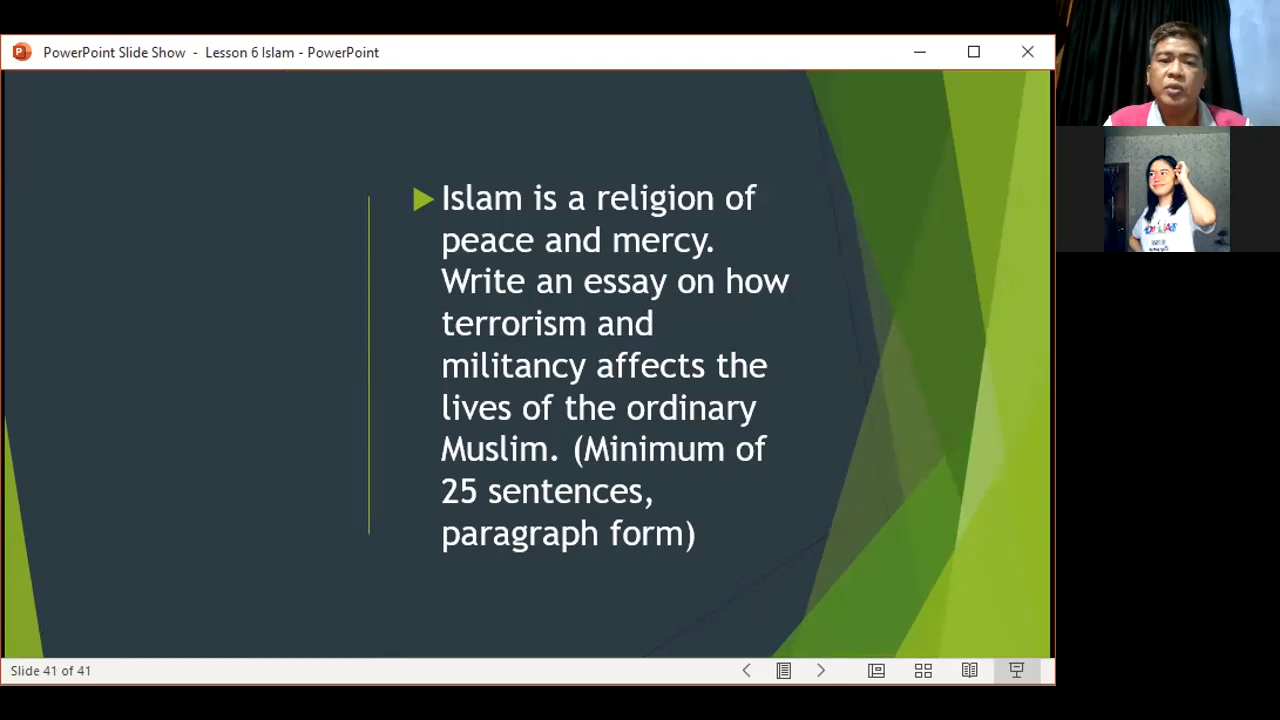 PowerPoint Slide Show - Lesson 6 Islam - PowerPoint
Islam is a religion of
peace and mercy.
Write an essay on how
terrorism and
militancy affects the
lives of the ordinary
Muslim. (Minimum of
25 sentences,
paragraph form)
Slide 41 of 41